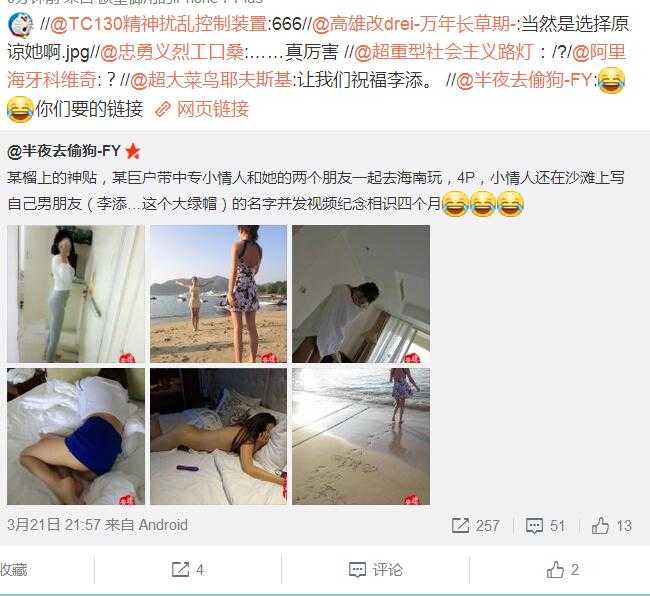 //@TC130精神扰乱控制装置:666//@高雄改drei-万年长草期-:当然是选择原
谅她啊.jpg//@忠勇义烈工口桑:……真厉害 //@超重型社会主义路灯：/?/@阿里
海牙科维奇:？//@超大菜鸟耶夫斯基:让我们祝福李添。 //@半夜去偷狗-FY:
你们要的链接 网页链接
@半夜去偷狗-FY
某榴上的神贴，某巨户带中专小情人和她的两个朋友一起去海南玩，4P，小情人还在沙滩上写
自己男朋友（李添…这个大绿帽）的名字并发视频纪念相识四个月
3月21日 21:57 来自 Android
257
51
13
收藏
4
评论
2